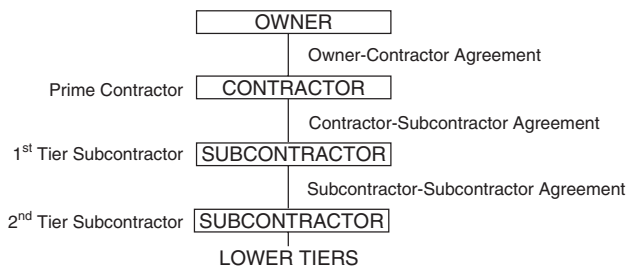 OWNER
Owner-Contractor Agreement
Prime Contractor CONTRACTOR
Contractor-Subcontractor Agreement
1st Tier Subcontractor SUBCONTRACTOR
Subcontractor-Subcontractor Agreement
2nd Tier Subcontractor SUBCONTRACTOR
LOWER TIERS